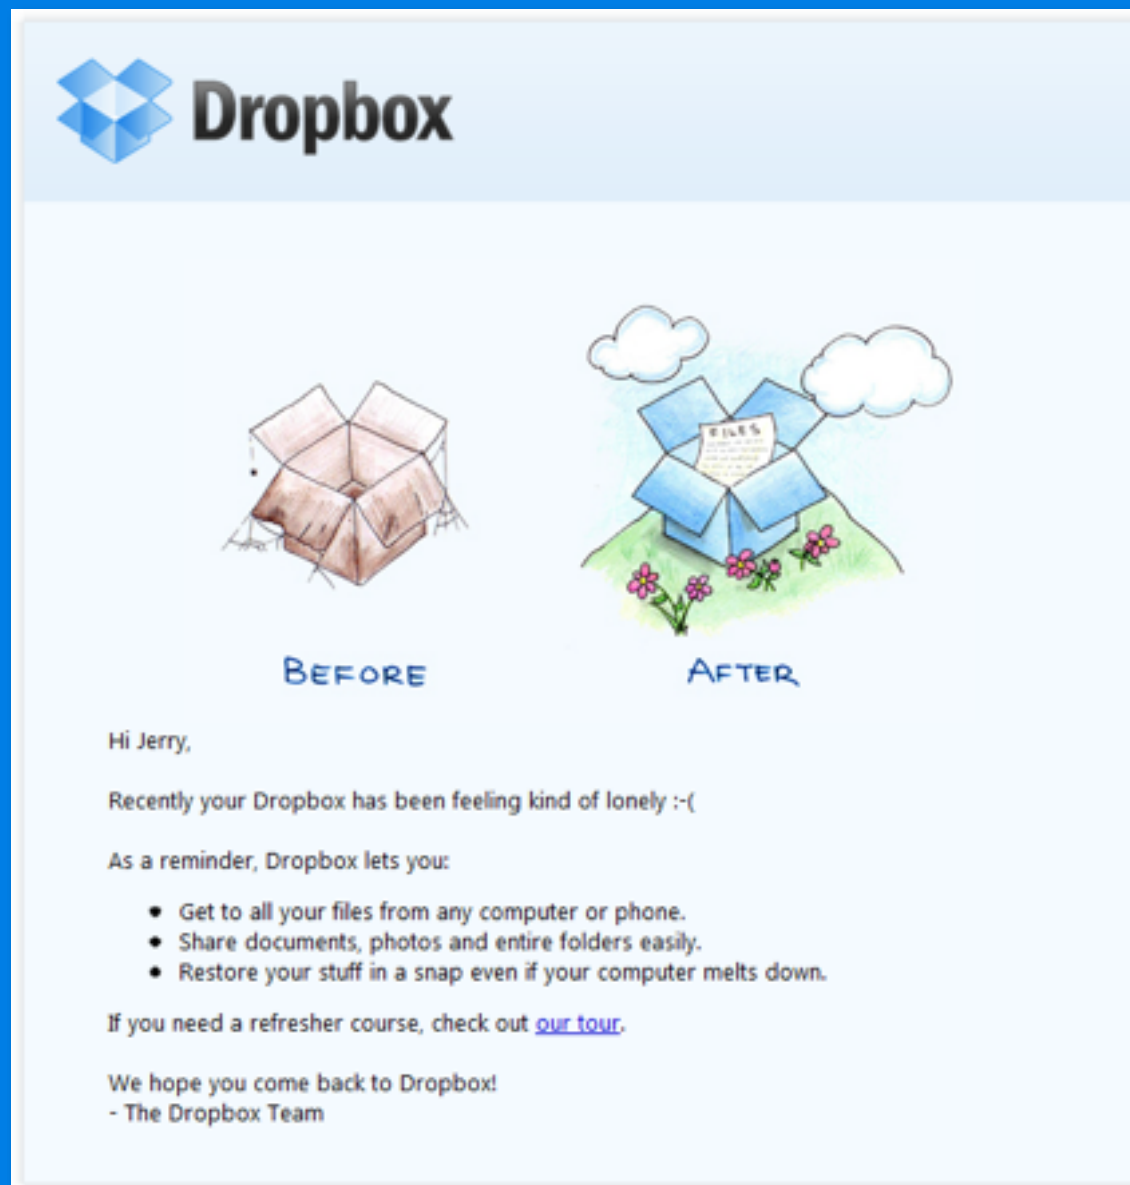 Dropbox
FILES
BEFORE
AFTER
Hi Jerry,
Recently your Dropbox has been feeling kind of lonely :-(
As a reminder, Dropbox lets you:
• Get to all your files from any computer or phone.
• Share documents, photos and entire folders easily.
• Restore your stuff in a snap even if your computer melts down.
If you need a refresher course, check out our tour.
We hope you come back to Dropbox!
- The Dropbox Team